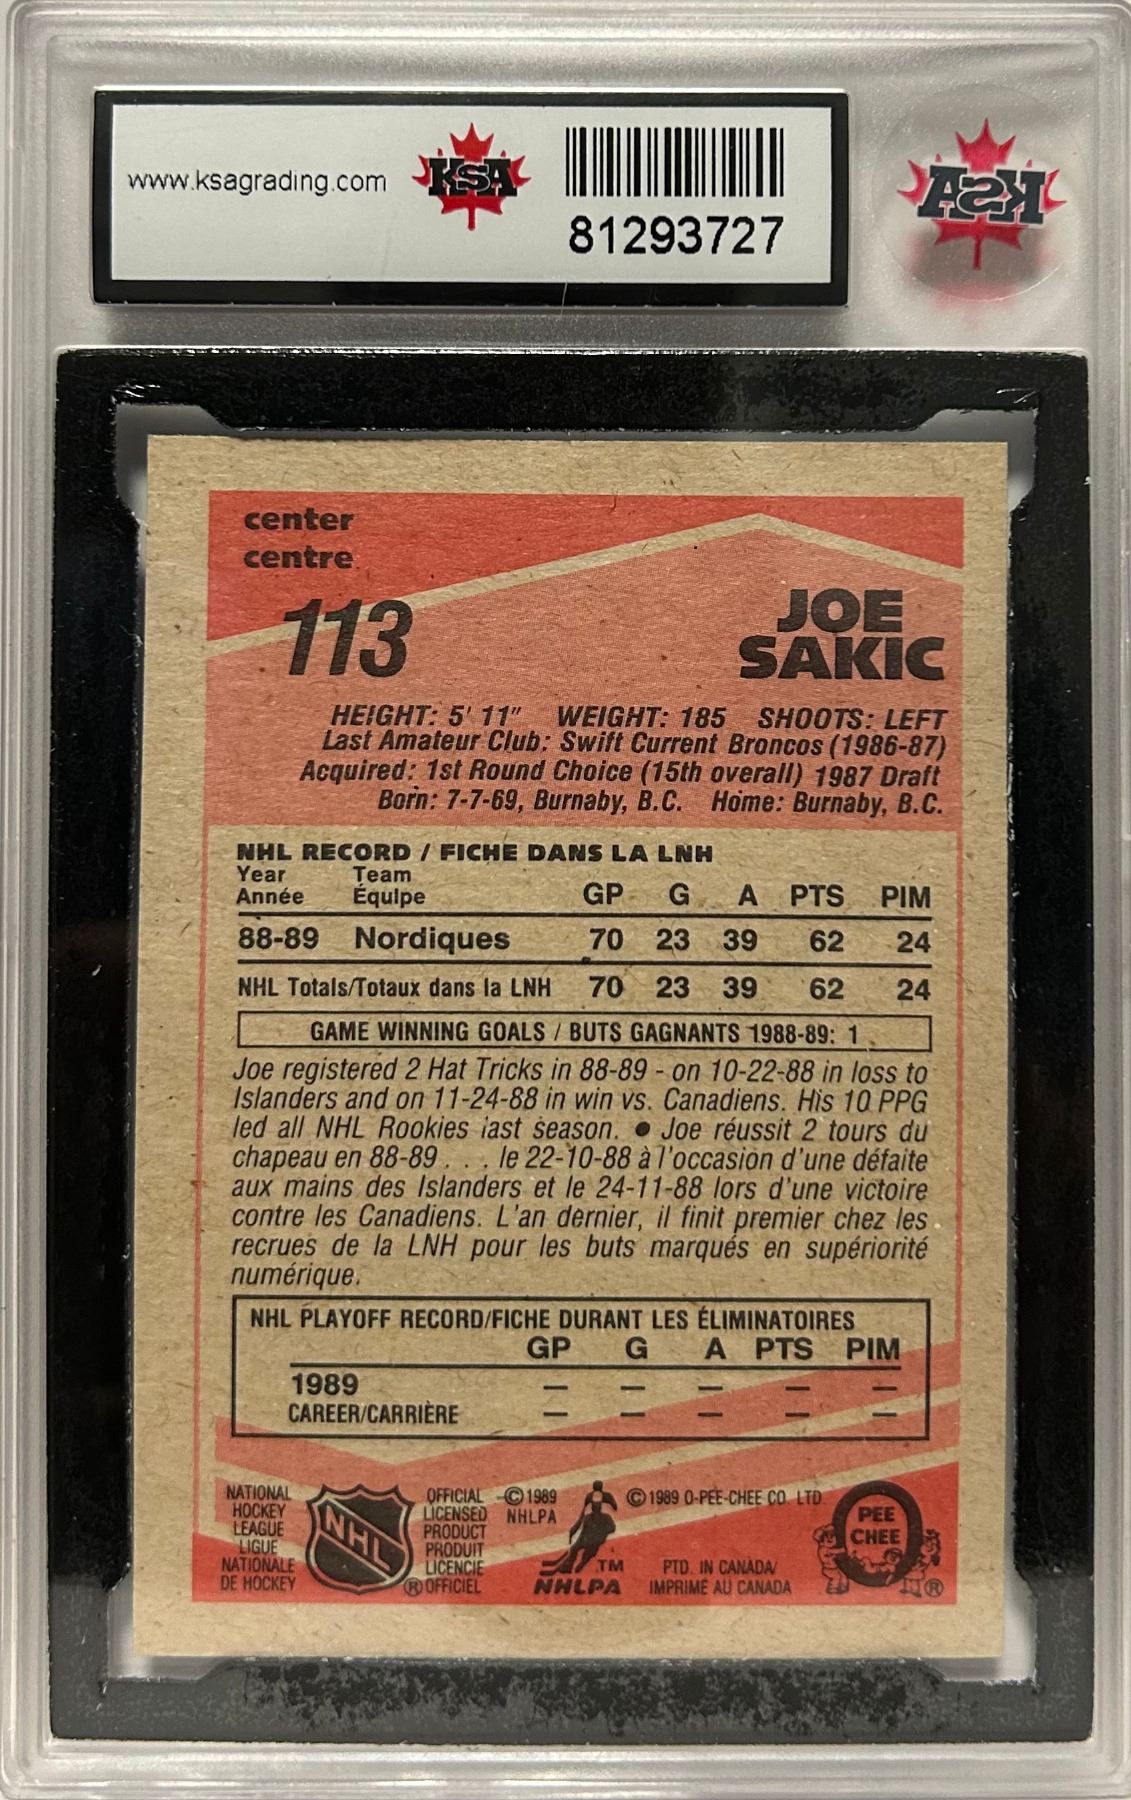 www.ksagrading.com
KSA
81293727
KSA
center
centre
113
JOE
SAKIC
HEIGHT: 5' 11" WEIGHT: 185 SHOOTS: LEFT
Last Amateur Club: Swift Current Broncos (1986-87)
Acquired: 1st Round Choice (15th overall) 1987 Draft
Born: 7-7-69, Burnaby, B.C. Home: Burnaby, B.C.
NHL RECORD / FICHE DANS LA LNH
Year Team
Année Équipe GP G A PTS PIM
88-89 Nordiques 70 23 39 62 24
NHL Totals/Totaux dans la LNH 70 23 39 62 24
GAME WINNING GOALS / BUTS GAGNANTS 1988-89: 1
Joe registered 2 Hat Tricks in 88-89 - on 10-22-88 in loss to
Islanders and on 11-24-88 in win vs. Canadiens. His 10 PPG
led all NHL Rookies last season. ● Joe réussit 2 tours du
chapeau en 88-89 . . . le 22-10-88 à l'occasion d'une défaite
aux mains des Islanders et le 24-11-88 lors d'une victoire
contre les Canadiens. L'an dernier, il finit premier chez les
recrues de la LNH pour les buts marqués en supériorité
numérique.
NHL PLAYOFF RECORD/FICHE DURANT LES ÉLIMINATOIRES
GP G A PTS PIM
1989 — — — — —
CAREER/CARRIÈRE — — — — —
NATIONAL
HOCKEY
LEAGUE
LIGUE
NATIONALE
DE HOCKEY
NHL
OFFICIAL
LICENSED
PRODUCT
PRODUIT
LICENCIE
® OFFICIEL
© 1989
NHLPA
TM
NHLPA
© 1989 O-PEE-CHEE CO. LTD.
PTD. IN CANADA/
IMPRIMÉ AU CANADA
O
PEE
CHEE
®